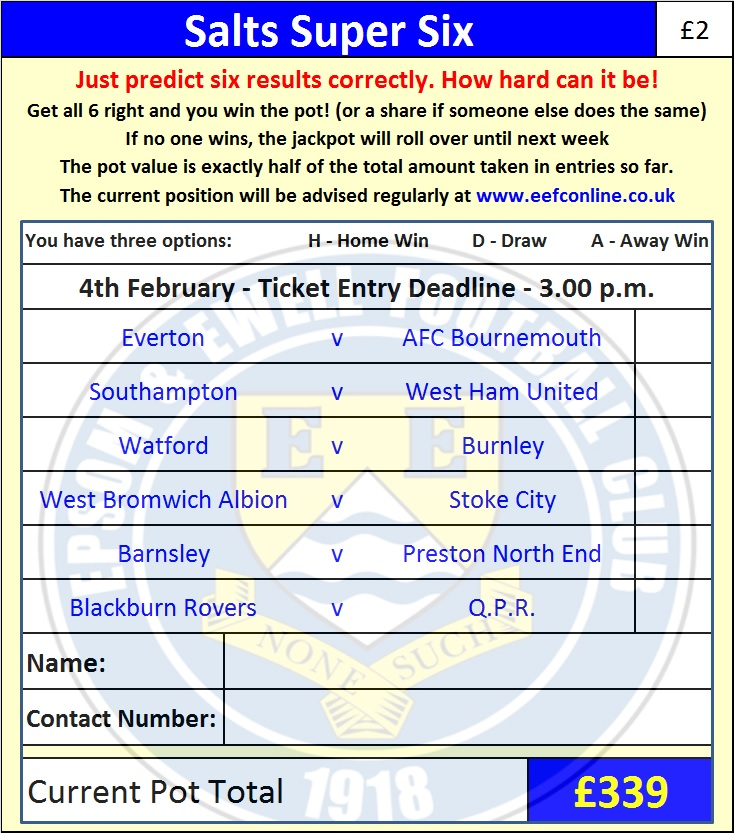 Salts Super Six £2
Just predict six results correctly. How hard can it be!
Get all 6 right and you win the pot! (or a share if someone else does the same)
If no one wins, the jackpot will roll over until next week
The pot value is exactly half of the total amount taken in entries so far.
The current position will be advised regularly at www.eefconline.co.uk
You have three options: H - Home Win D - Draw A - Away Win
4th February - Ticket Entry Deadline - 3.00 p.m.
Everton v AFC Bournemouth
Southampton v West Ham United
Watford v Burnley
West Bromwich Albion v Stoke City
Barnsley v Preston North End
Blackburn Rovers v Q.P.R.
Name:
Contact Number:
Current Pot Total £339
EPSOM & EWELL FOOTBALL CLUB
E E
NONE SUCH
1918